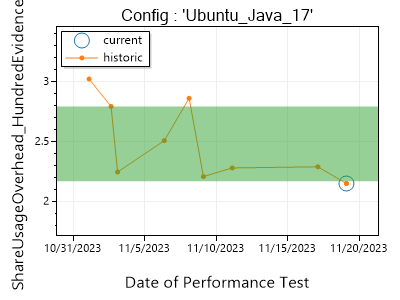 Config : 'Ubuntu_Java_17'
current
historic
ShareUsageOverhead_HundredEvidence
3
2.5
2
10/31/2023
11/5/2023
11/10/2023
11/15/2023
11/20/2023
Date of Performance Test